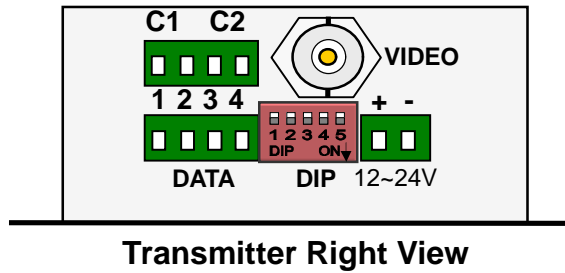 C1 C2
VIDEO
1 2 3 4
+ -
1 2 3 4 5
DIP ON
DATA DIP 12~24V
Transmitter Right View